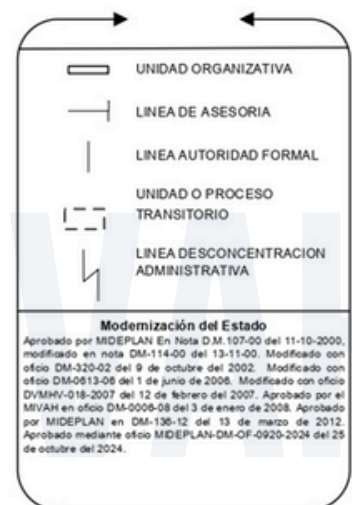 UNIDAD ORGANIZATIVA
LINEA DE ASESORIA
LINEA AUTORIDAD FORMAL
UNIDAD O PROCESO
TRANSITORIO
LINEA DESCONCENTRACION
ADMINISTRATIVA
Modernización del Estado
Aprobado por MIDEPLAN En Nota D.M.107-00 del 11-10-2000,
modificado en nota DM-114-00 del 13-11-00. Modificado con
oficio DM-320-02 del 9 de octubre del 2002. Modificado con
oficio DM-0613-06 del 1 de junio de 2006. Modificado con oficio
DVMHV-018-2007 del 12 de febrero del 2007. Aprobado por el
MIVAH en oficio DM-0006-08 del 3 de enero de 2008. Aprobado
por MIDEPLAN en DM-136-12 del 13 de marzo de 2012.
Aprobado mediante oficio MIDEPLAN-DM-OF-0920-2024 del 25
de octubre del 2024.